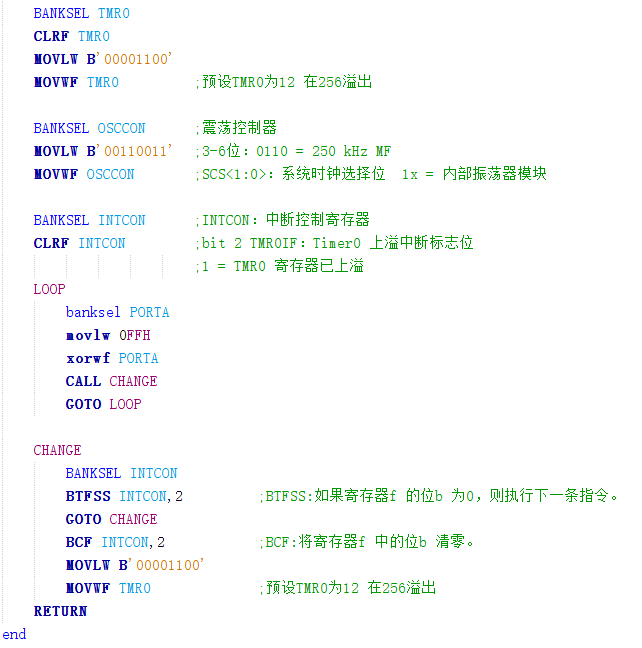 BANKSEL TMR0
CLRF TMR0
MOVLW B'00001100'
MOVWF TMR0 ;预设TMR0为12 在256溢出
BANKSEL OSCCON ;震荡控制器
MOVLW B'00110011' ;3-6位：0110 = 250 kHz MF
MOVWF OSCCON ;SCS<1:0>：系统时钟选择位 1x = 内部振荡器模块
BANKSEL INTCON ;INTCON：中断控制寄存器
CLRF INTCON ;bit 2 TMR0IF：Timer0 上溢中断标志位
;1 = TMR0 寄存器已上溢
LOOP
banksel PORTA
movlw 0FFH
xorwf PORTA
CALL CHANGE
GOTO LOOP
CHANGE
BANKSEL INTCON
BTFSS INTCON,2 ;BTFSS:如果寄存器f 的位b 为0，则执行下一条指令。
GOTO CHANGE
BCF INTCON,2 ;BCF:将寄存器f 中的位b 清零。
MOVLW B'00001100'
MOVWF TMR0 ;预设TMR0为12 在256溢出
RETURN
end